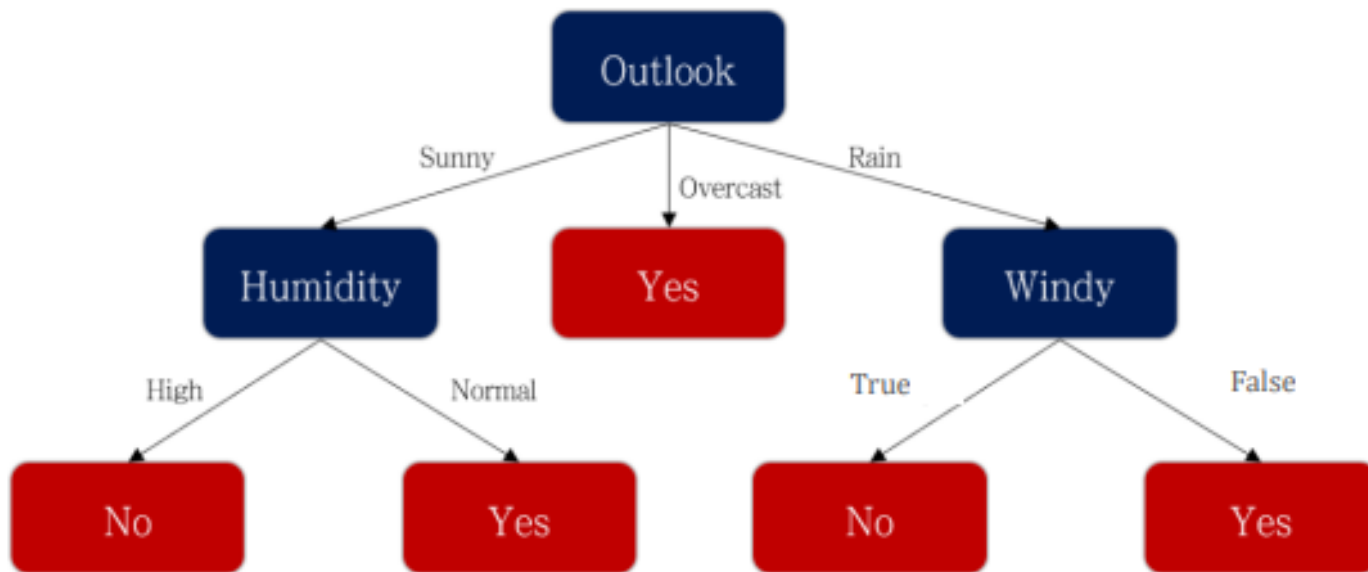 Outlook
Sunny
Overcast
Rain
Humidity
Yes
Windy
High
Normal
True
False
No
Yes
No
Yes